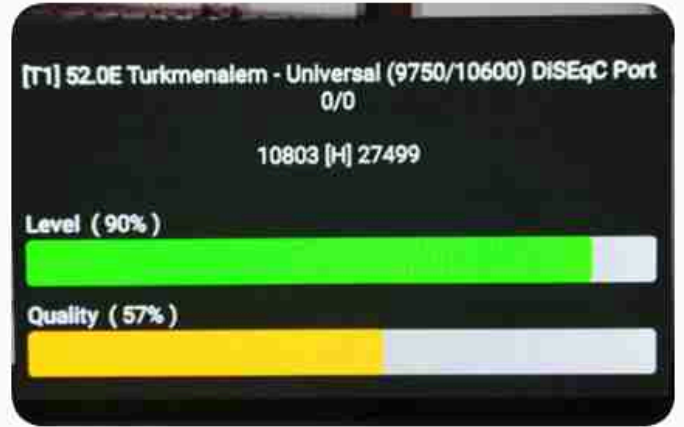 [T1] 52.0E Turkmenalem - Universal (9750/10600) DiSEqC Port
0/0
10803 [H] 27499
Level ( 90% )
Quality ( 57% )